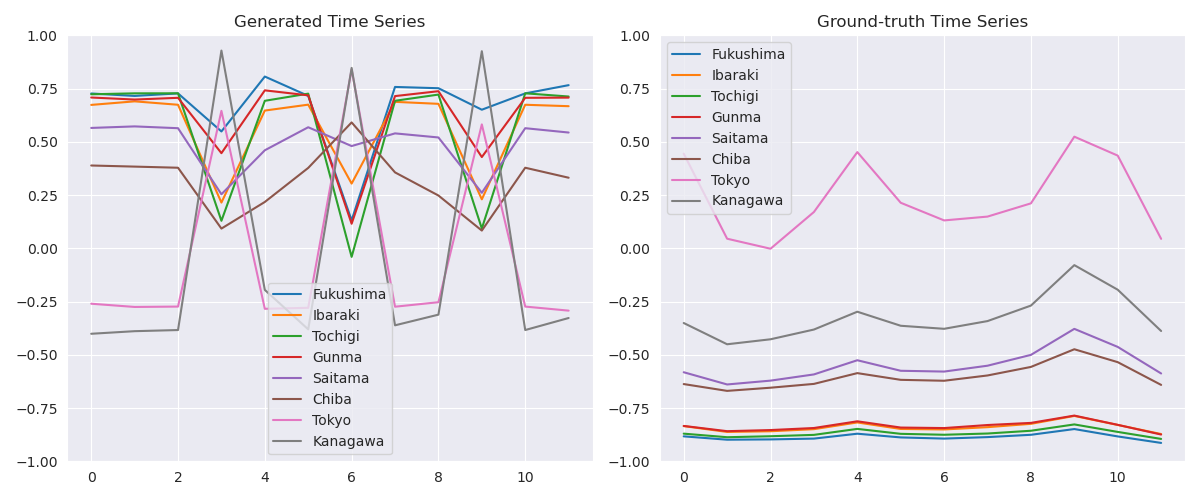 Generated Time Series
1.00
0.75
0.50
0.25
0.00
−0.25
−0.50
−0.75
−1.00
0 2 4 6 8 10
Fukushima
Ibaraki
Tochigi
Gunma
Saitama
Chiba
Tokyo
Kanagawa
Ground-truth Time Series
1.00
0.75
0.50
0.25
0.00
−0.25
−0.50
−0.75
−1.00
0 2 4 6 8 10
Fukushima
Ibaraki
Tochigi
Gunma
Saitama
Chiba
Tokyo
Kanagawa